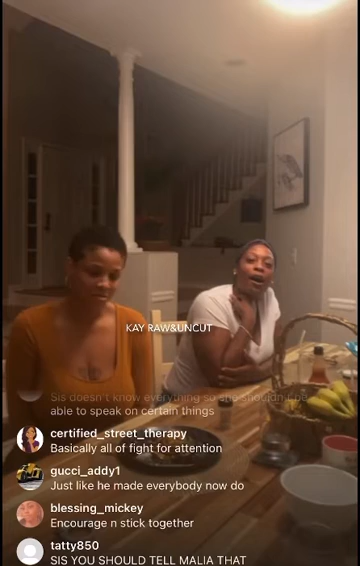 KAY RAW&UNCUT
Sis doesn't know everything so she shouldn't be
able to speak on certain things
certified_street_therapy
Basically all of fight for attention
gucci_addy1
Just like he made everybody now do
blessing_mickey
Encourage n stick together
tatty850
SIS YOU SHOULD TELL MALIA THAT